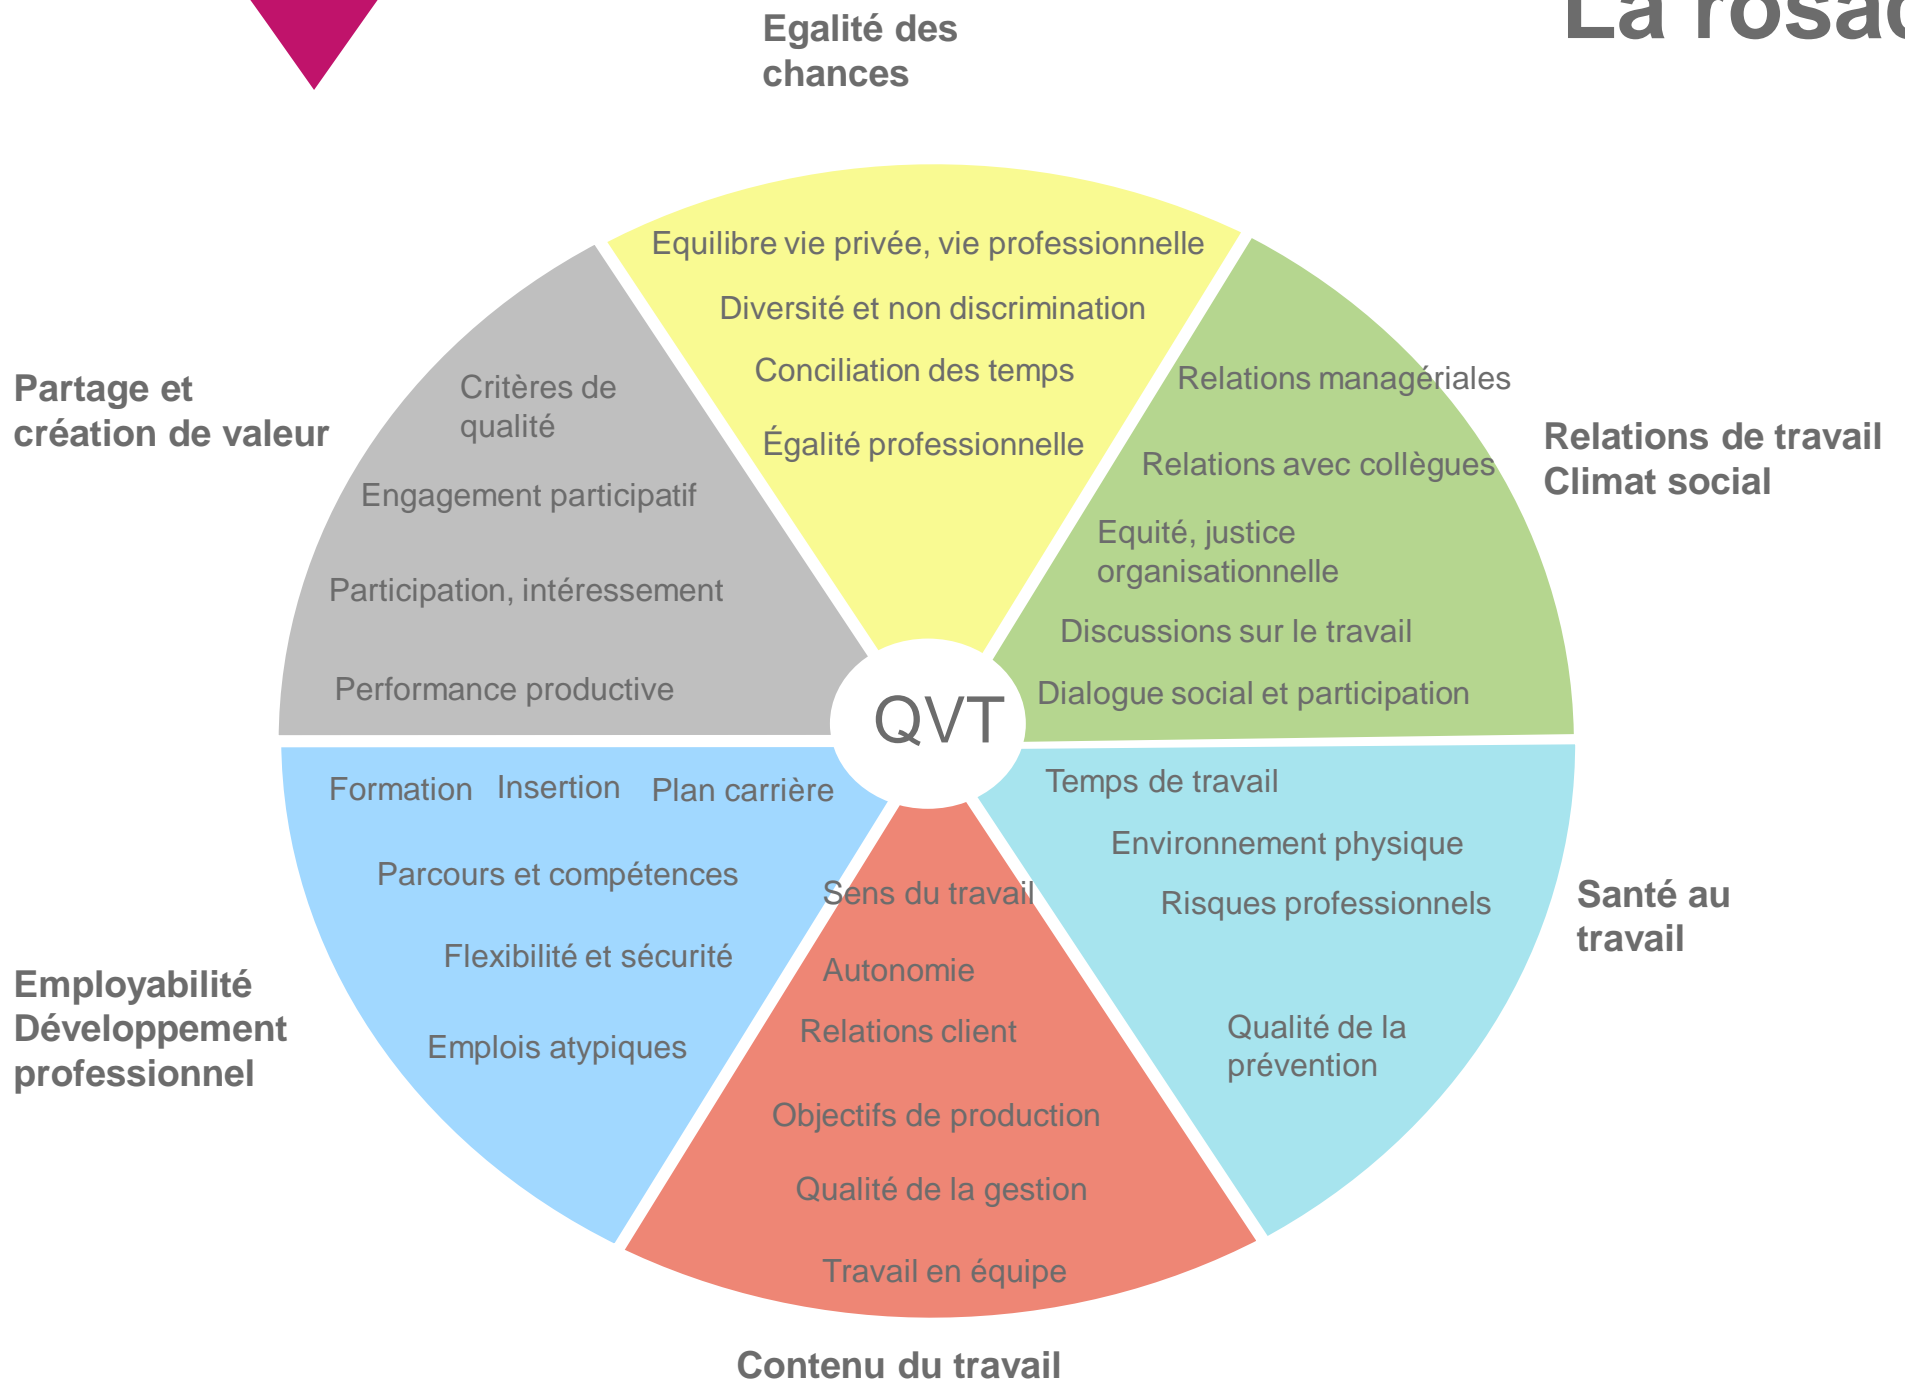 La rosa
Egalité des
chances
Equilibre vie privée, vie professionnelle
Diversité et non discrimination
Conciliation des temps
Égalité professionnelle
Relations de travail
Climat social
Relations managériales
Relations avec collègues
Equité, justice
organisationnelle
Discussions sur le travail
Dialogue social et participation
Santé au
travail
Temps de travail
Environnement physique
Risques professionnels
Qualité de la
prévention
Contenu du travail
Sens du travail
Autonomie
Relations client
Objectifs de production
Qualité de la gestion
Travail en équipe
Employabilité
Développement
professionnel
Formation Insertion Plan carrière
Parcours et compétences
Flexibilité et sécurité
Emplois atypiques
Partage et
création de valeur
Critères de
qualité
Engagement participatif
Participation, intéressement
Performance productive
QVT